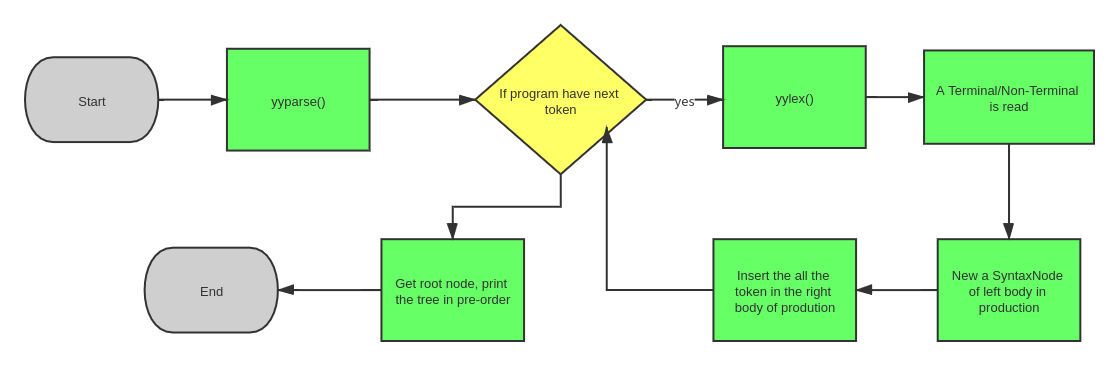 Start
yyparse()
If program have next
token
yes
yylex()
A Terminal/Non-Terminal
is read
End
Get root node, print
the tree in pre-order
Insert the all the
token in the right
body of prodution
New a SyntaxNode
of left body in
production